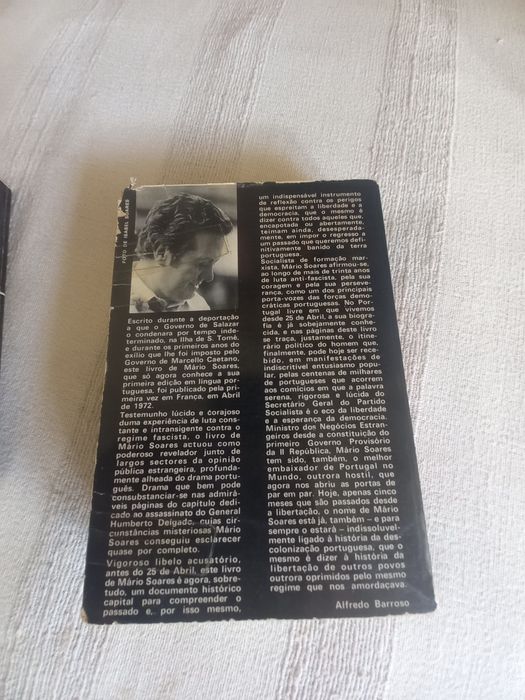 FOTO DE ISABEL SOARES
Escrito durante a deportação
a que o Governo de Salazar
o condenara por tempo inde-
terminado, na Ilha de S. Tomé,
e durante os primeiros anos do
exílio que lhe foi imposto pelo
Governo de Marcello Caetano,
este livro de Mário Soares,
que só agora conhece a sua
primeira edição em língua por-
tuguesa, foi publicado pela pri-
meira vez em França, em Abril
de 1972.
Testemunho lúcido e corajoso
duma experiência de luta cons-
tante e intransigente contra o
regime fascista, o livro de
Mário Soares actuou como
poderoso revelador junto de
largos sectores da opinião
pública estrangeira, profunda-
mente alheada do drama portu-
guês. Drama que bem pode
consubstanciar-se nas admirá-
veis páginas do capítulo dedi-
cado ao assassinato do General
Humberto Delgado, cujas cir-
cunstâncias misteriosas Mário
Soares conseguiu esclarecer
quase por completo.
Vigoroso libelo acusatório,
antes do 25 de Abril, este livro
de Mário Soares é agora, sobre-
tudo, um documento histórico
capital para compreender o
passado e, por isso mesmo,
um indispensável instrumento
de reflexão contra os perigos
que espreitam a liberdade e a
democracia, que o mesmo é
dizer contra todos aqueles que,
encapotada ou abertamente,
teimam ainda, desesperada-
mente, em impor o regresso a
um passado que queremos defi-
nitivamente banido da terra
portuguesa.
Socialista de formação mar-
xista, Mário Soares afirmou-se,
ao longo de mais de trinta anos
de luta anti-fascista, pela sua
coragem e pela sua perseve-
rança, como um dos principais
porta-vozes das forças demo-
cráticas portuguesas. No Por-
tugal livre em que vivemos
desde 25 de Abril, a sua biogra-
fia é já sobejamente conhe-
cida, e nas páginas deste livro
se traça, justamente, o itine-
rário político do homem que,
finalmente, pode hoje ser rece-
bido, em manifestações de
indiscritível entusiasmo popu-
lar, pelas centenas de milhares
de portugueses que acorrem
aos comícios em que a palavra
serena, rigorosa e lúcida do
Secretário Geral do Partido
Socialista é o eco da liberdade
e a esperança da democracia.
Ministro dos Negócios Estran-
geiros desde a constituição do
primeiro Governo Provisório
da II República, Mário Soares
tem sido, também, o melhor
embaixador de Portugal no
Mundo, outrora hostil, que
agora nos abriu as portas de
par em par. Hoje, apenas cinco
meses que são passados desde
a libertação, o nome de Mário
Soares está já, também – e para
sempre o estará – indissoluvel-
mente ligado à história da des-
colonização portuguesa, que o
mesmo é dizer à história da
libertação de outros povos
outrora oprimidos pelo mesmo
regime que nos amordaçava.
Alfredo Barroso